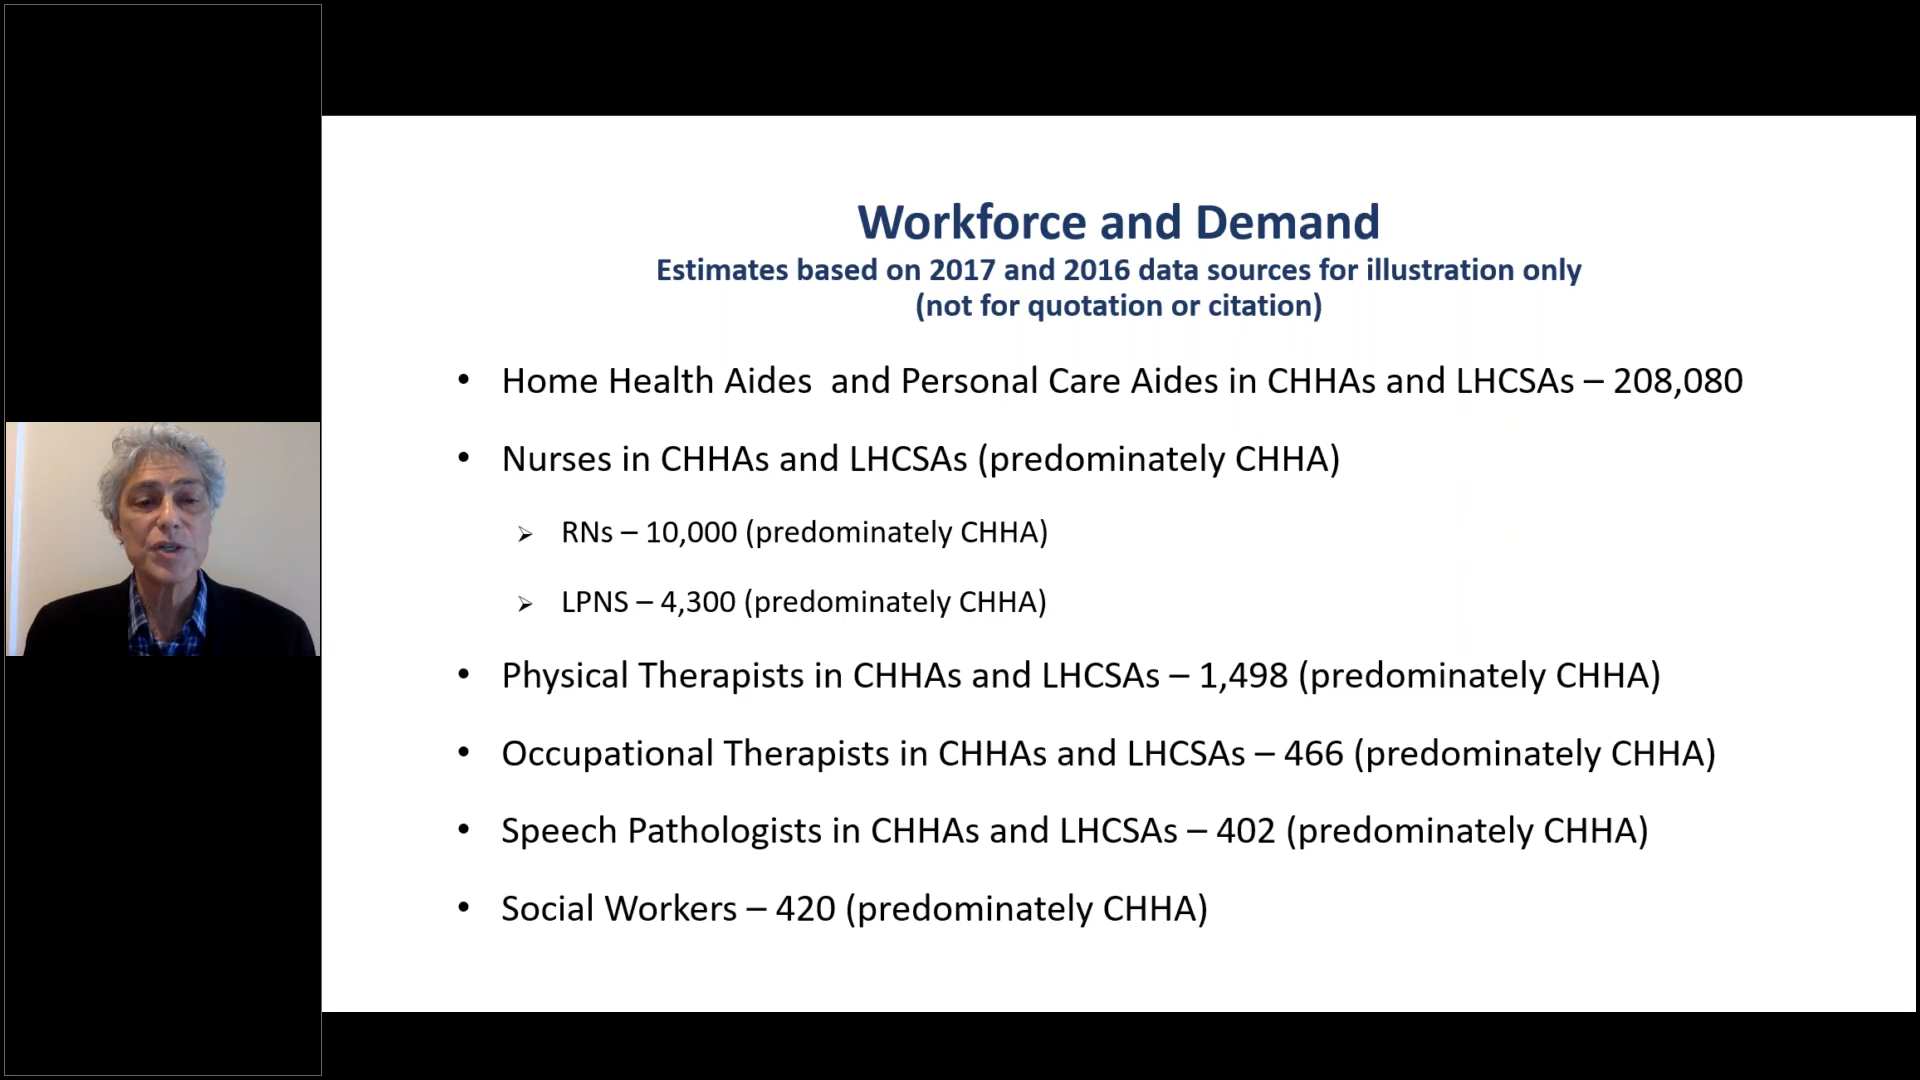 Workforce and Demand
Estimates based on 2017 and 2016 data sources for illustration only
(not for quotation or citation)
• Home Health Aides  and Personal Care Aides in CHHAs and LHCSAs – 208,080
• Nurses in CHHAs and LHCSAs (predominately CHHA)
➢ RNs – 10,000 (predominately CHHA)
➢ LPNS – 4,300 (predominately CHHA)
• Physical Therapists in CHHAs and LHCSAs – 1,498 (predominately CHHA)
• Occupational Therapists in CHHAs and LHCSAs – 466 (predominately CHHA)
• Speech Pathologists in CHHAs and LHCSAs – 402 (predominately CHHA)
• Social Workers – 420 (predominately CHHA)